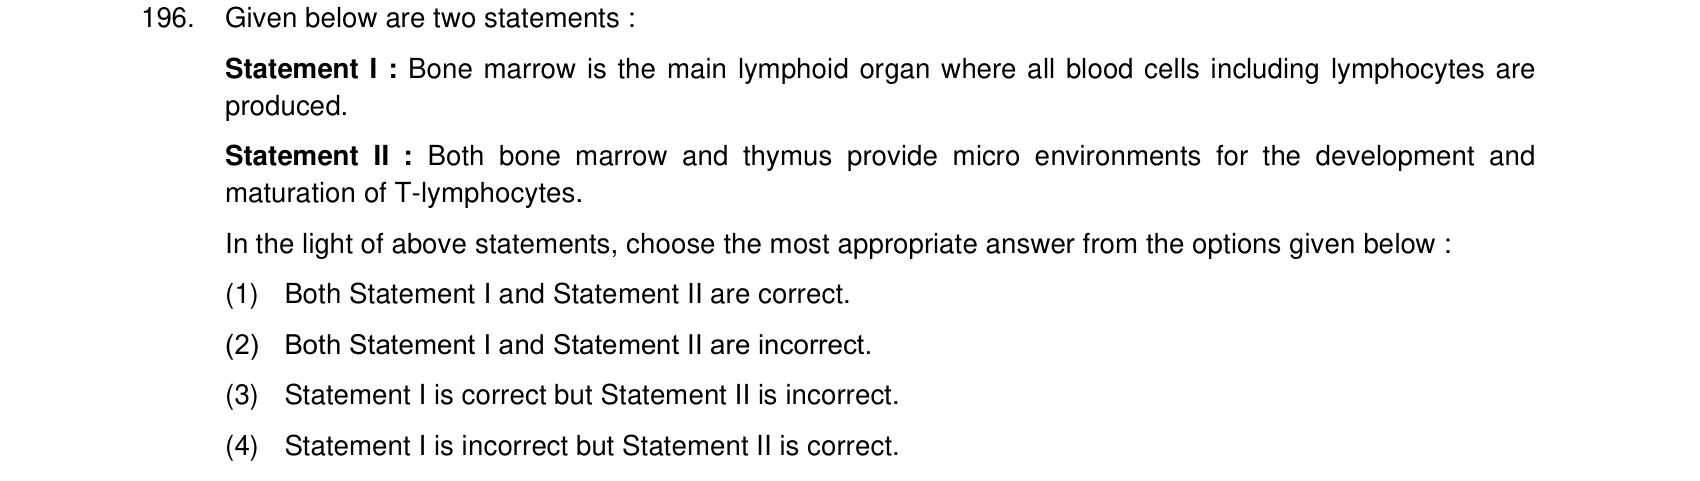 196. Given below are two statements :
Statement I : Bone marrow is the main lymphoid organ where all blood cells including lymphocytes are
produced.
Statement II : Both bone marrow and thymus provide micro environments for the development and
maturation of T-lymphocytes.
In the light of above statements, choose the most appropriate answer from the options given below :
(1) Both Statement I and Statement II are correct.
(2) Both Statement I and Statement II are incorrect.
(3) Statement I is correct but Statement II is incorrect.
(4) Statement I is incorrect but Statement II is correct.